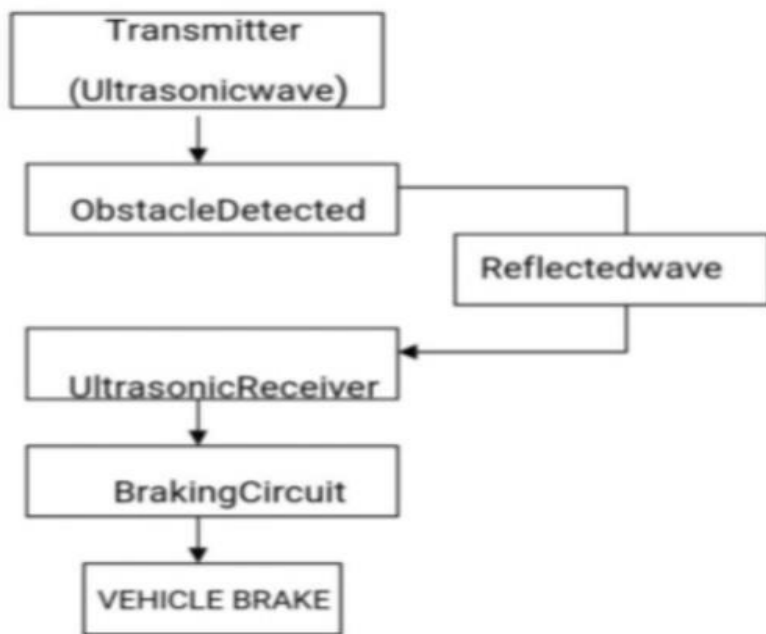 Transmitter
(Ultrasonicwave)
ObstacleDetected
Reflectedwave
UltrasonicReceiver
BrakingCircuit
VEHICLE BRAKE